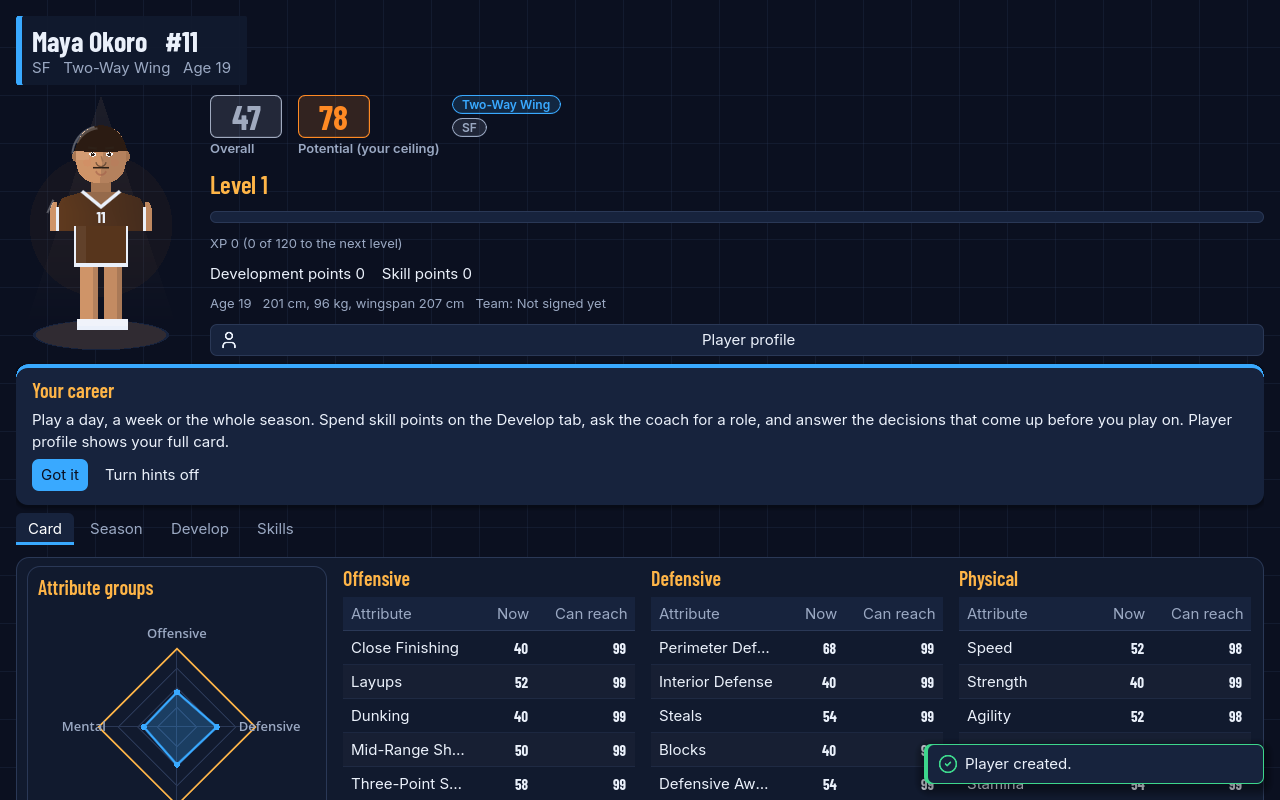 Maya Okoro #11
SF Two-Way Wing Age 19
11
47
Overall
78
Potential (your ceiling)
Two-Way Wing
SF
Level 1
XP 0 (0 of 120 to the next level)
Development points 0 Skill points 0
Age 19 201 cm, 96 kg, wingspan 207 cm Team: Not signed yet
Player profile
Your career
Play a day, a week or the whole season. Spend skill points on the Develop tab, ask the coach for a role, and answer the decisions that come up before you play on. Player
profile shows your full card.
Got it Turn hints off
Card Season Develop Skills
Attribute groups
Offensive
Mental
Defensive
Offensive
Attribute Now Can reach
Close Finishing 40 99
Layups 52 99
Dunking 40 99
Mid-Range Sh... 50 99
Three-Point S... 58 99
Defensive
Attribute Now Can reach
Perimeter Def... 68 99
Interior Defense 40 99
Steals 54 99
Blocks 40
Defensive Aw... 54 99
Physical
Attribute Now Can reach
Speed 52 98
Strength 40 99
Agility 52 98
Stamina 54 99
Player created.